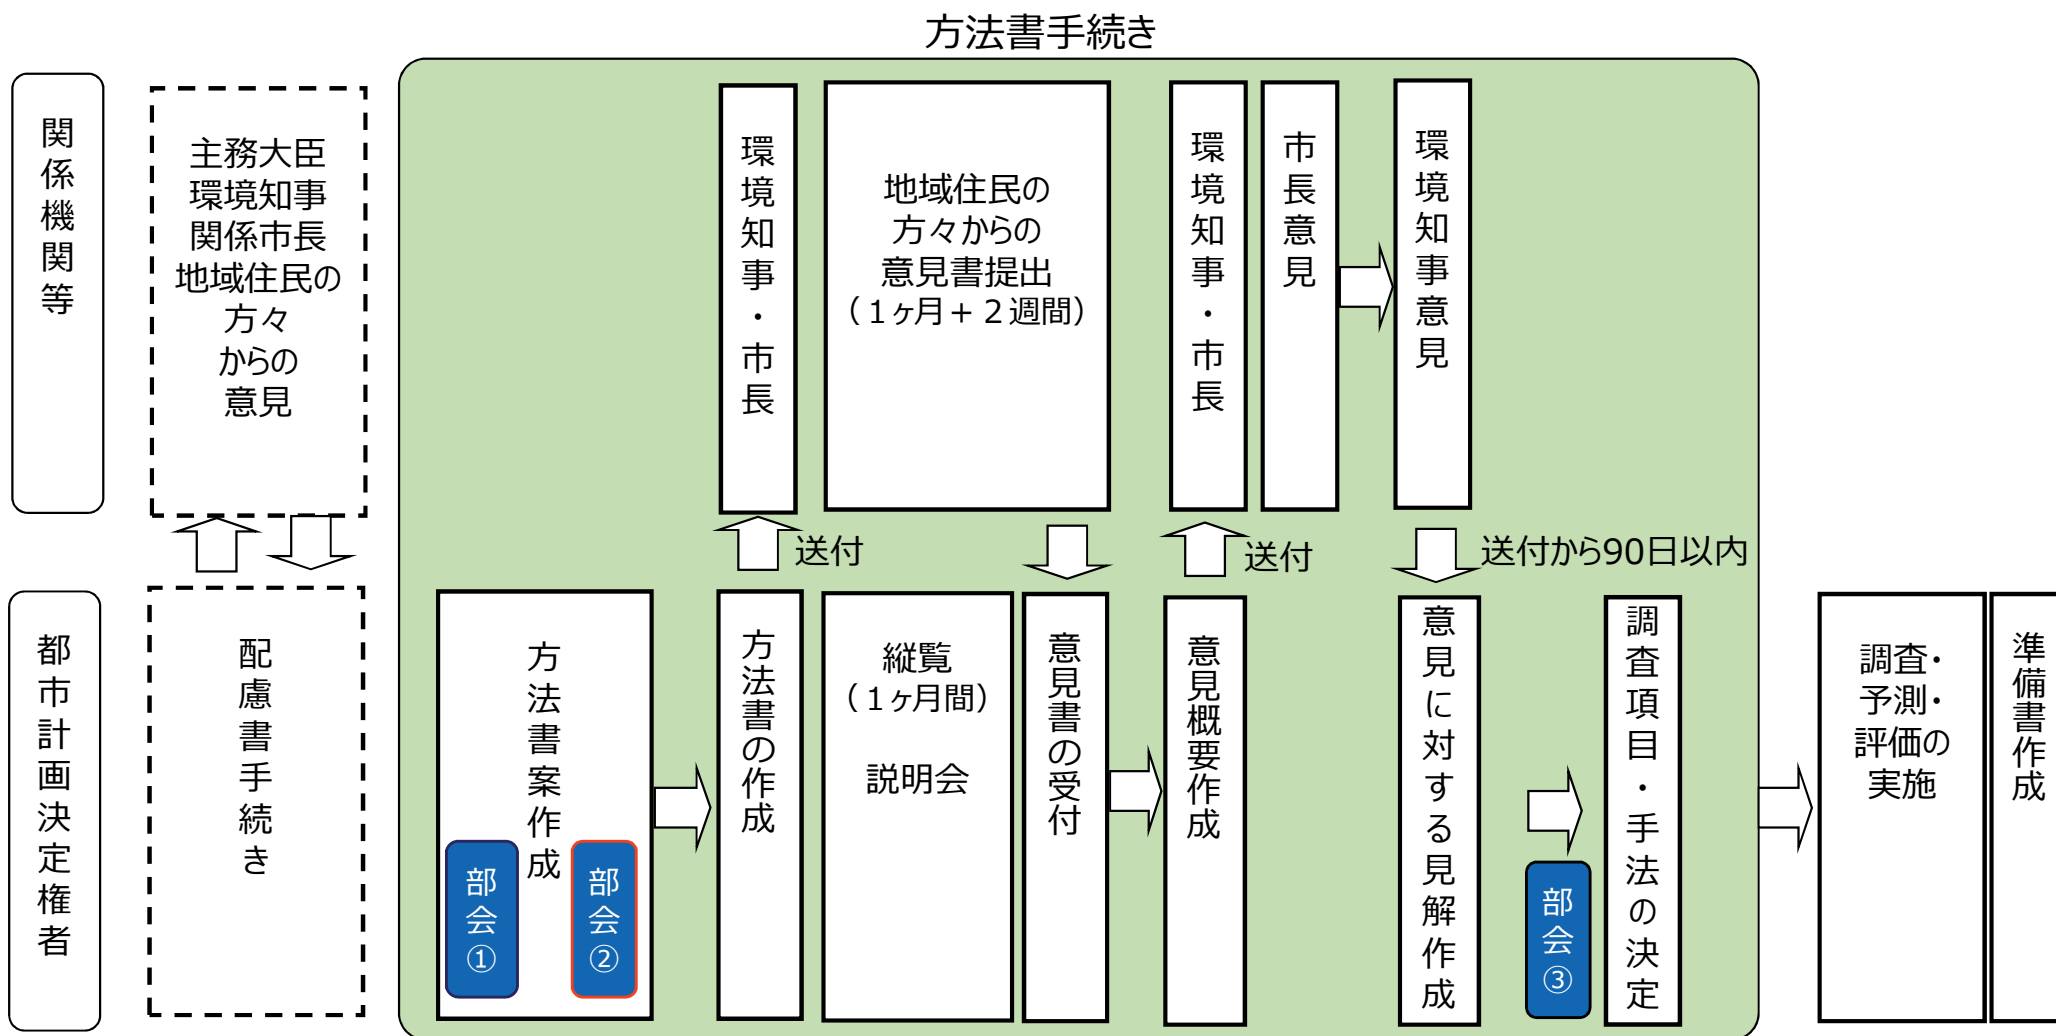 方法書手続き
関係機関等
主務大臣
環境知事
関係市長
地域住民の
方々
からの
意見
環境知事・市長
地域住民の
方々からの
意見書提出
（１ヶ月＋２週間）
環境知事・市長
市長意見
環境知事意見
送付
送付
送付から90日以内
都市計画決定権者
配慮書手続き
方法書案作成
部会①
部会②
方法書の作成
縦覧
（１ヶ月間）
説明会
意見書の受付
意見概要作成
意見に対する見解作成
部会③
調査項目・手法の決定
調査・
予測・
評価の
実施
準備書作成